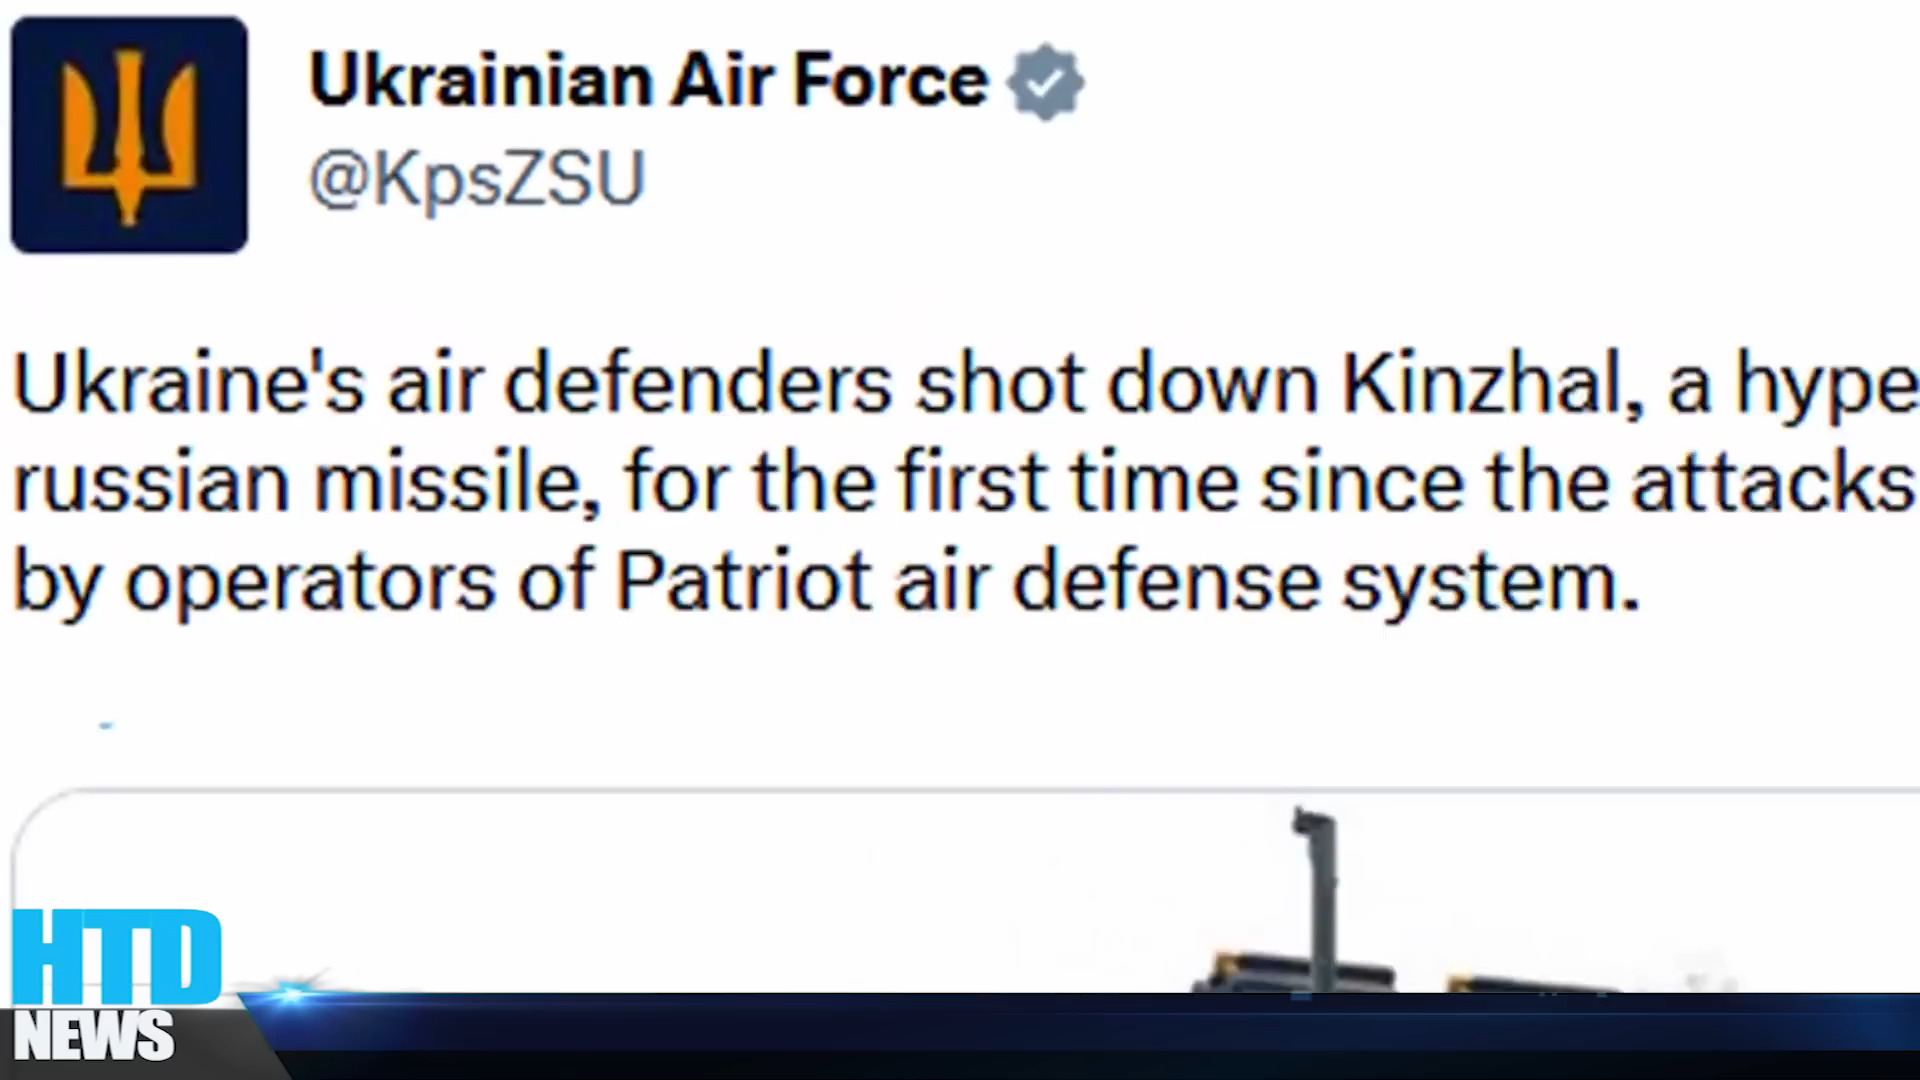 Ukrainian Air Force
@KpsZSU
Ukraine's air defenders shot down Kinzhal, a hype
russian missile, for the first time since the attacks
by operators of Patriot air defense system.
HTD
NEWS